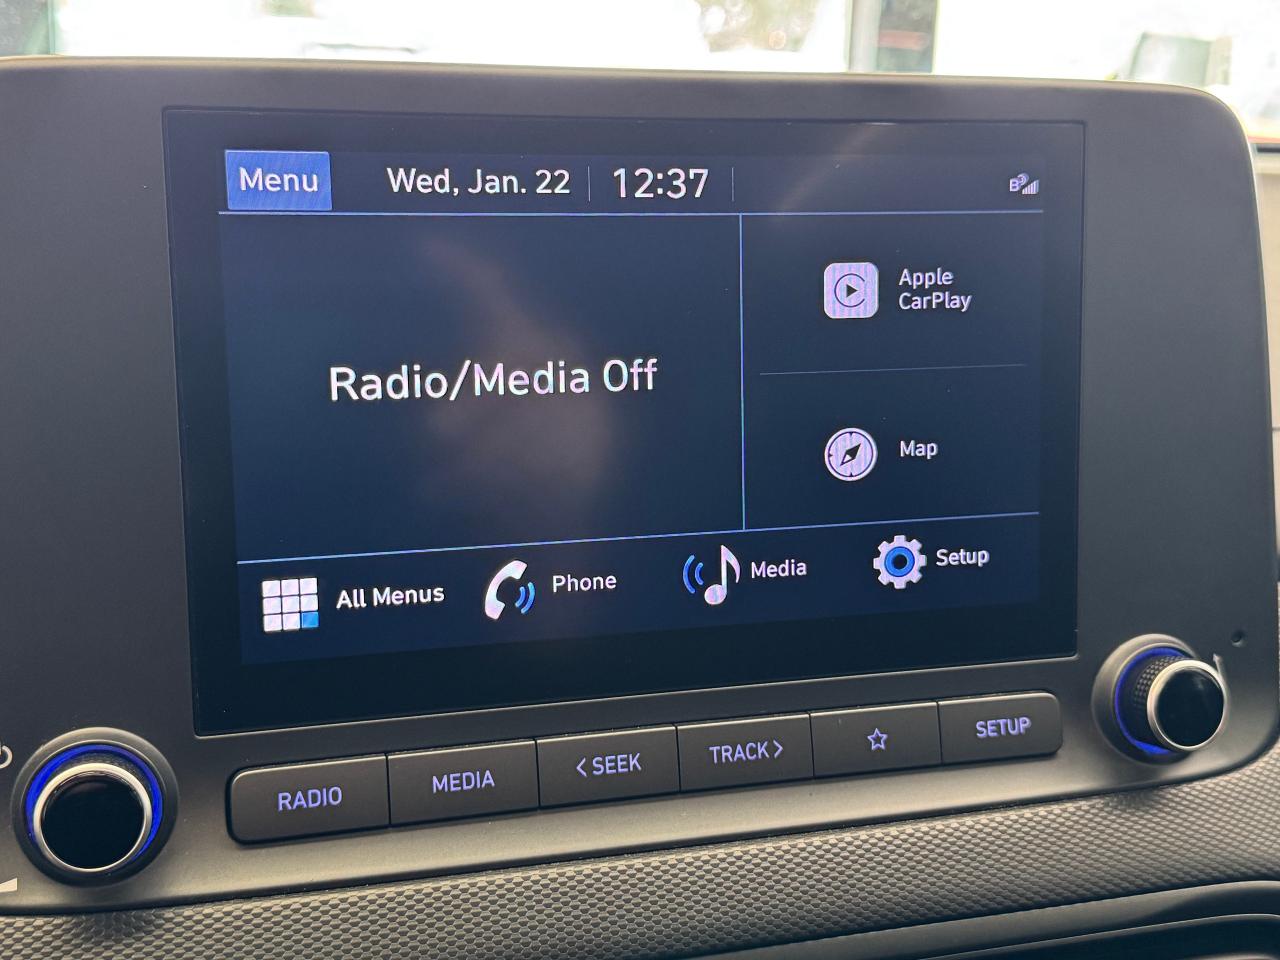 Menu
Wed, Jan. 22
12:37
B
Apple
CarPlay
Radio/Media Off
Map
All Menus
Phone
Media
Setup
RADIO
MEDIA
< SEEK
TRACK >
SETUP